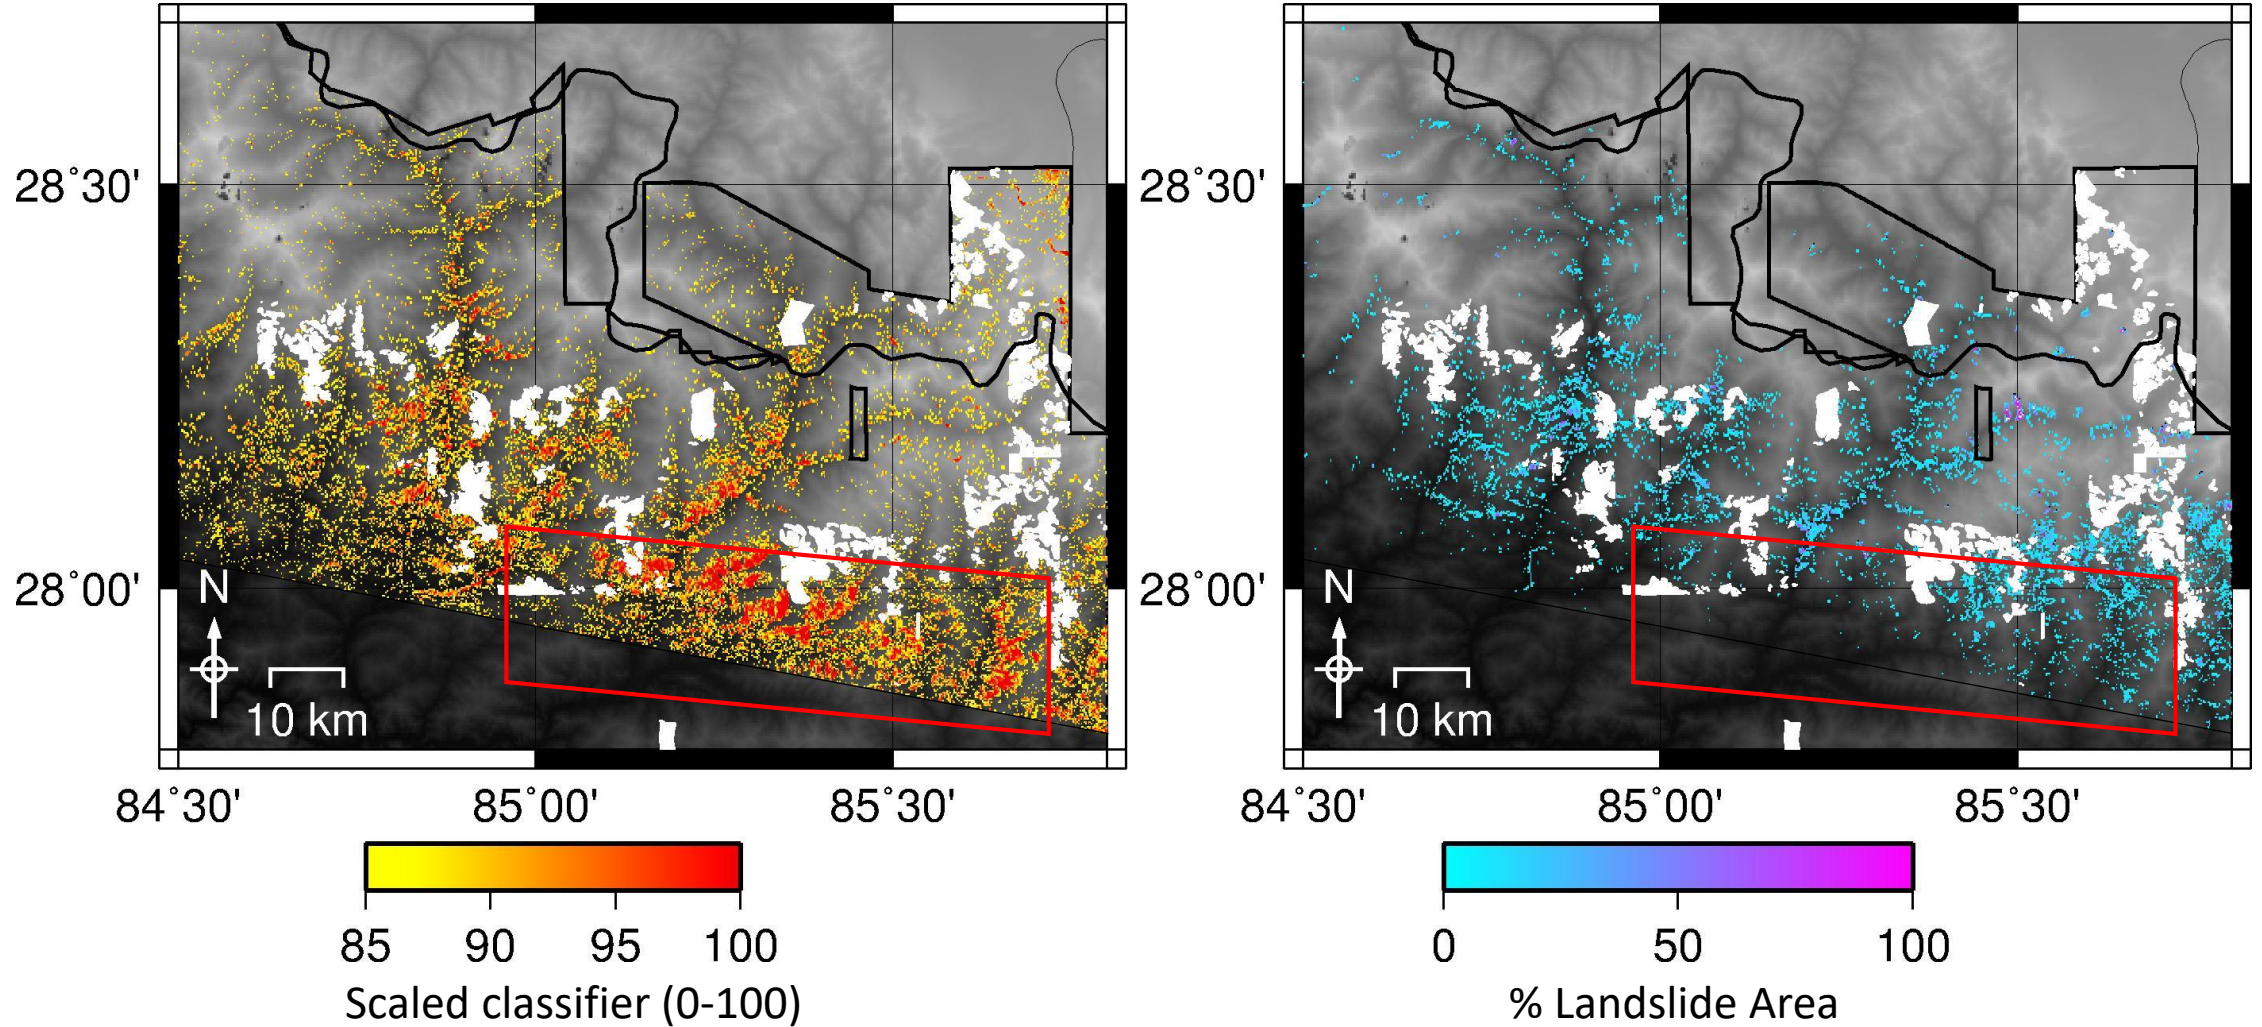 28°30'
28°00'
N
10 km
84°30'
85°00'
85°30'
85
90
95
100
Scaled classifier (0-100)
28°30'
28°00'
N
10 km
84°30'
85°00'
85°30'
0
50
100
% Landslide Area